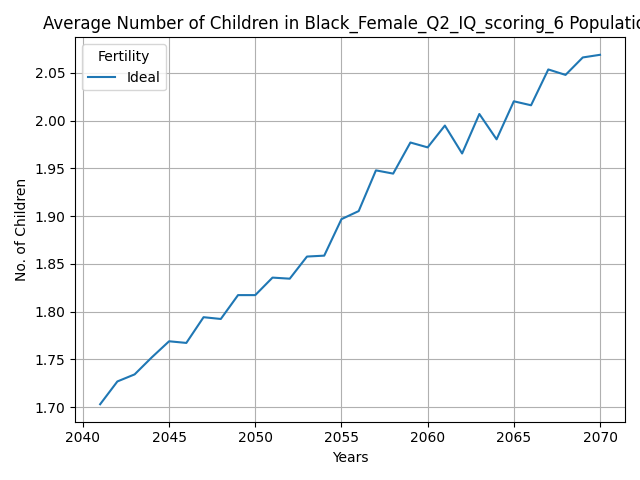 Average Number of Children in Black_Female_Q2_IQ_scoring_6 Populatio
Fertility
Ideal
No. of Children
2.05
2.00
1.95
1.90
1.85
1.80
1.75
1.70
2040 2045 2050 2055 2060 2065 2070
Years